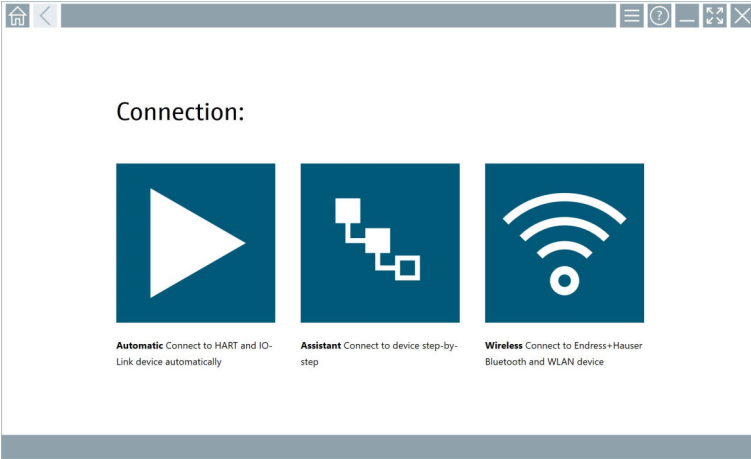 Connection:
Automatic Connect to HART and IO-
Link device automatically
Assistant Connect to device step-by-
step
Wireless Connect to Endress+Hauser
Bluetooth and WLAN device